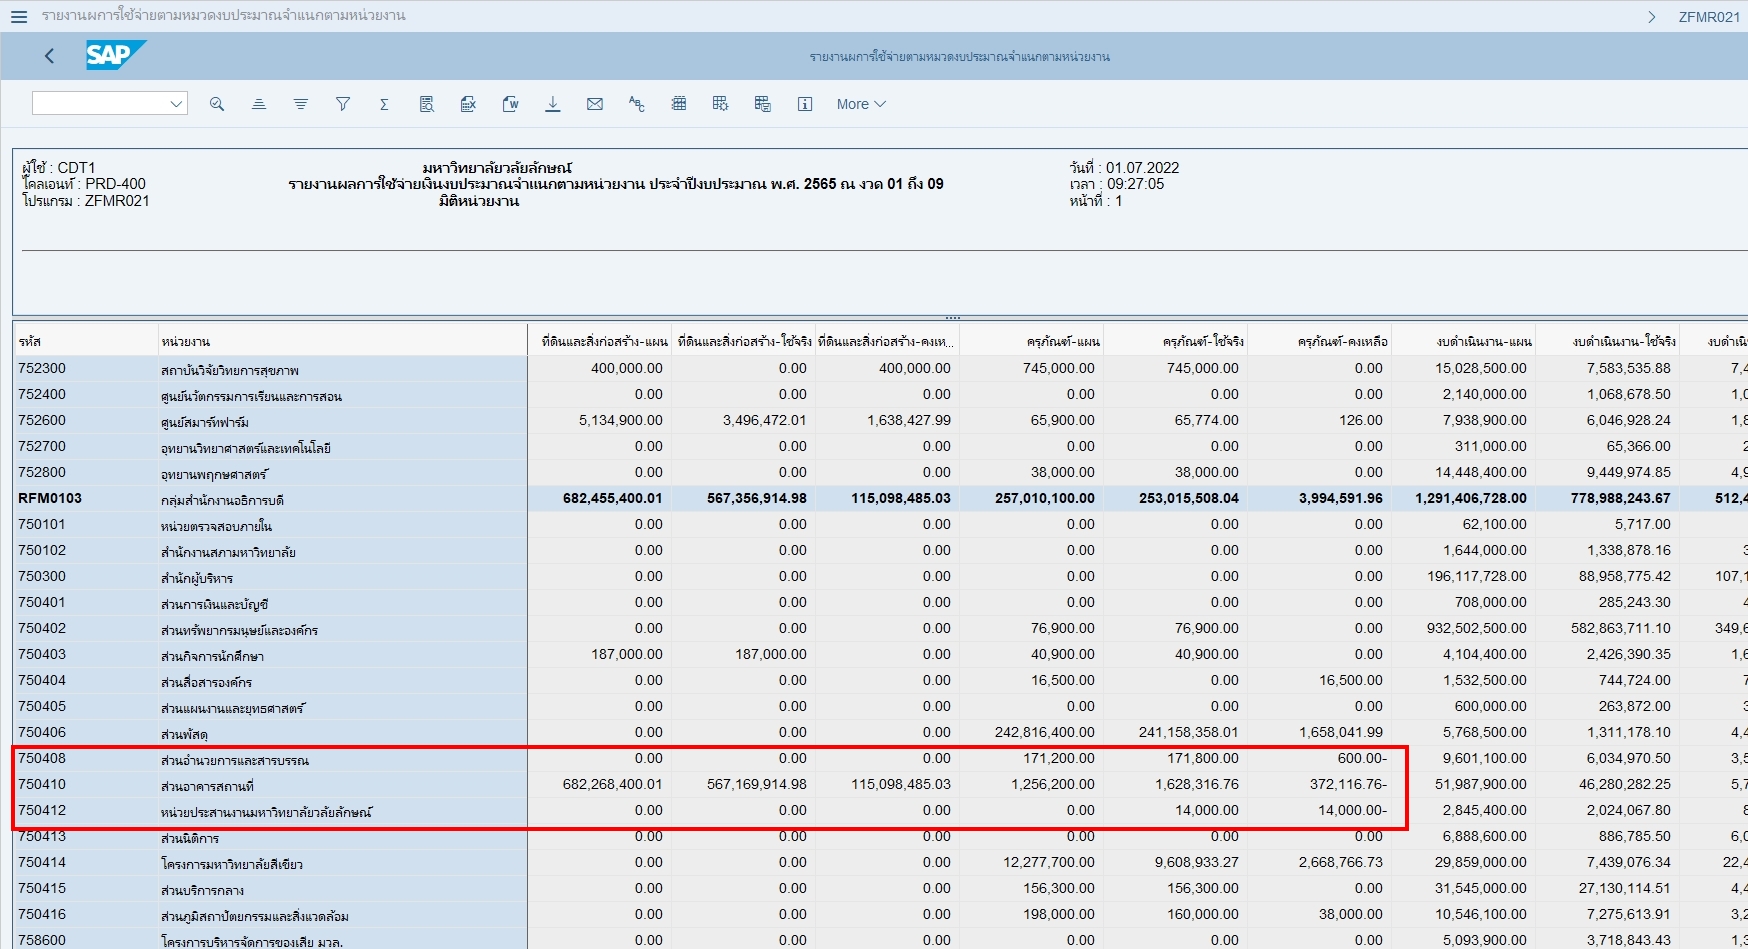 รายงานผการใช้จ่ายตามหมวดงบประมาณจำแนกตามหน่วยงาน ZFMR021
SAP รายงานผการใช้จ่ายตามหมวดงบประมาณจำแนกตามหน่วยงาน
More
ผู้ใช้ : CDT1 มหาวิทยาลัยวลัยลักษณ์ วันที่ : 01.07.2022
ไคลเอนท์ : PRD-400 รายงานผลการใช้จ่ายเงินงบประมาณจำแนกตามหน่วยงาน ประจำปีงบประมาณ พ.ศ. 2565 ณ งวด 01 ถึง 09 เวลา : 09:27:05
โปรแกรม : ZFMR021 มิติหน่วยงาน หน้าที่ : 1
รหัส หน่วยงาน ที่ดินและสิ่งก่อสร้าง-แผน ที่ดินและสิ่งก่อสร้าง-ใช้จริง ที่ดินและสิ่งก่อสร้าง-คงเห... ครุภัณฑ์-แผน ครุภัณฑ์-ใช้จริง ครุภัณฑ์-คงเหลือ งบดำเนินงาน-แผน งบดำเนินงาน-ใช้จริง งบดำเนิ
752300 สถาบันวิจัยวิทยการสุขภาพ 400,000.00 0.00 400,000.00 745,000.00 745,000.00 0.00 15,028,500.00 7,583,535.88 7,4
752400 ศูนย์นวัตกรรมการเรียนและการสอน 0.00 0.00 0.00 0.00 0.00 0.00 2,140,000.00 1,068,678.50 1,0
752600 ศูนย์สมาร์ทฟาร์ม 5,134,900.00 3,496,472.01 1,638,427.99 65,900.00 65,774.00 126.00 7,938,900.00 6,046,928.24 1,8
752700 อุทยานวิทยาศาสตร์และเทคโนโลยี 0.00 0.00 0.00 0.00 0.00 0.00 311,000.00 65,366.00 2
752800 อุทยานพฤกษศาสตร์ 0.00 0.00 0.00 38,000.00 38,000.00 0.00 14,448,400.00 9,449,974.85 4,9
RFM0103 กลุ่มสำนักงานอธิการบดี 682,455,400.01 567,356,914.98 115,098,485.03 257,010,100.00 253,015,508.04 3,994,591.96 1,291,406,728.00 778,988,243.67 512,4
750101 หน่วยตรวจสอบภายใน 0.00 0.00 0.00 0.00 0.00 0.00 62,100.00 5,717.00
750102 สำนักงานสภามหาวิทยาลัย 0.00 0.00 0.00 0.00 0.00 0.00 1,644,000.00 1,338,878.16 3
750300 สำนักผู้บริหาร 0.00 0.00 0.00 0.00 0.00 0.00 196,117,728.00 88,958,775.42 107,1
750401 ส่วนการเงินและบัญชี 0.00 0.00 0.00 0.00 0.00 0.00 708,000.00 285,243.30 4
750402 ส่วนทรัพยากรมนุษย์และองค์กร 0.00 0.00 0.00 76,900.00 76,900.00 0.00 932,502,500.00 582,863,711.10 349,6
750403 ส่วนกิจการนักศึกษา 187,000.00 187,000.00 0.00 40,900.00 40,900.00 0.00 4,104,400.00 2,426,390.35 1,6
750404 ส่วนสื่อสารองค์กร 0.00 0.00 0.00 16,500.00 0.00 16,500.00 1,532,500.00 744,724.00 7
750405 ส่วนแผนงานและยุทธศาสตร์ 0.00 0.00 0.00 0.00 0.00 0.00 600,000.00 263,872.00 3
750406 ส่วนพัสดุ 0.00 0.00 0.00 242,816,400.00 241,158,358.01 1,658,041.99 5,768,500.00 1,311,178.10 4,4
750408 ส่วนอำนวยการและสารบรรณ 0.00 0.00 0.00 171,200.00 171,800.00 600.00- 9,601,100.00 6,034,970.50 3,5
750410 ส่วนอาคารสถานที่ 682,268,400.01 567,169,914.98 115,098,485.03 1,256,200.00 1,628,316.76 372,116.76- 51,987,900.00 46,280,282.25 5,7
750412 หน่วยประสานงานมหาวิทยาลัยวลัยลักษณ์ 0.00 0.00 0.00 0.00 14,000.00 14,000.00- 2,845,400.00 2,024,067.80 8
750413 ส่วนนิติการ 0.00 0.00 0.00 0.00 0.00 0.00 6,888,600.00 886,785.50 6,0
750414 โครงการมหาวิทยาลัยสีเขียว 0.00 0.00 0.00 12,277,700.00 9,608,933.27 2,668,766.73 29,859,000.00 7,439,076.34 22,4
750415 ส่วนบริการกลาง 0.00 0.00 0.00 156,300.00 156,300.00 0.00 31,545,000.00 27,130,114.51 4,4
750416 ส่วนภูมิสถาปัตยกรรมและสิ่งแวดล้อม 0.00 0.00 0.00 198,000.00 160,000.00 38,000.00 10,546,100.00 7,275,613.91 3,2
758600 โครงการบริหารจัดการของเสีย มวล. 0.00 0.00 0.00 0.00 0.00 0.00 5,093,900.00 3,718,843.43 1,3